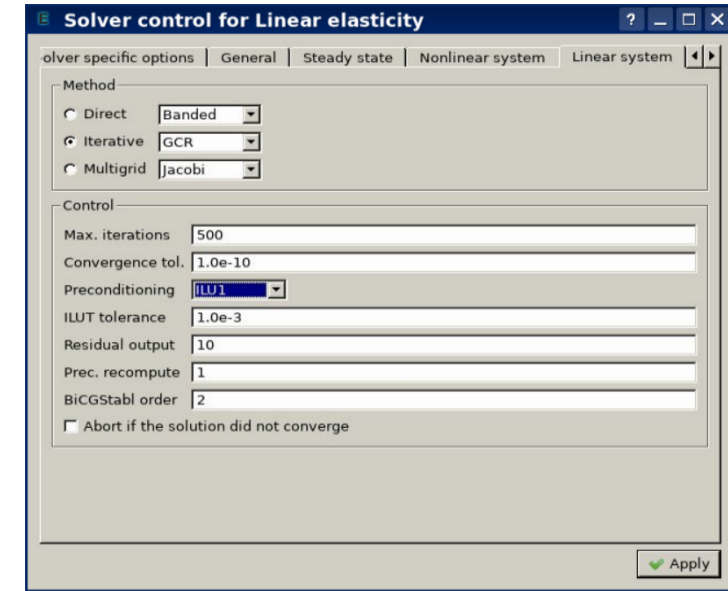 Solver control for Linear elasticity ?
olver specific options General Steady state Nonlinear system Linear system
Method
Direct Banded
Iterative GCR
Multigrid Jacobi
Control
Max. iterations 500
Convergence tol. 1.0e-10
Preconditioning ILU1
ILUT tolerance 1.0e-3
Residual output 10
Prec. recompute 1
BiCGStabl order 2
Abort if the solution did not converge
Apply